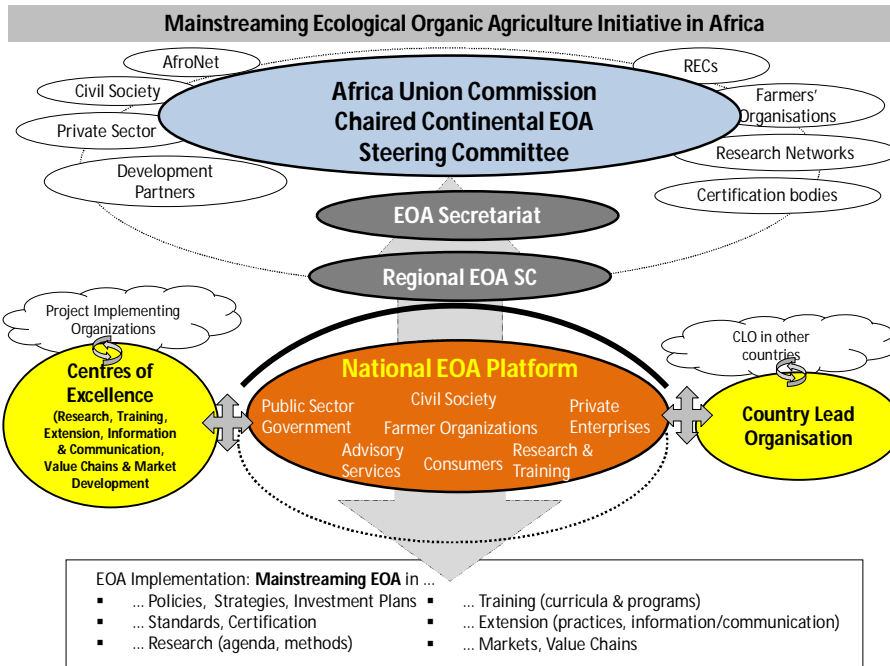 Mainstreaming Ecological Organic Agriculture Initiative in Africa
AfroNet
Civil Society
Private Sector
Development
Partners
Africa Union Commission
Chaired Continental EOA
Steering Committee
RECs
Farmers'
Organisations
Research Networks
Certification bodies
EOA Secretariat
Regional EOA SC
Project Implementing
Organizations
Centres of
Excellence
(Research, Training,
Extension, Information
& Communication,
Value Chains & Market
Development
National EOA Platform
Public Sector
Government
Civil Society
Farmer Organizations
Private
Enterprises
Advisory
Services
Consumers
Research &
Training
CLO in other
countries
Country Lead
Organisation
EOA Implementation: Mainstreaming EOA in ...
▪ ... Policies, Strategies, Investment Plans
▪ ... Standards, Certification
▪ ... Research (agenda, methods)
▪ ... Training (curricula & programs)
▪ ... Extension (practices, information/communication)
▪ ... Markets, Value Chains